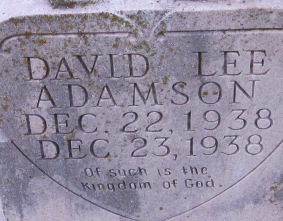 DAVID LEE
ADAMSON
DEC. 22, 1938
DEC. 23, 1938
Of such is the
Kingdom of God.